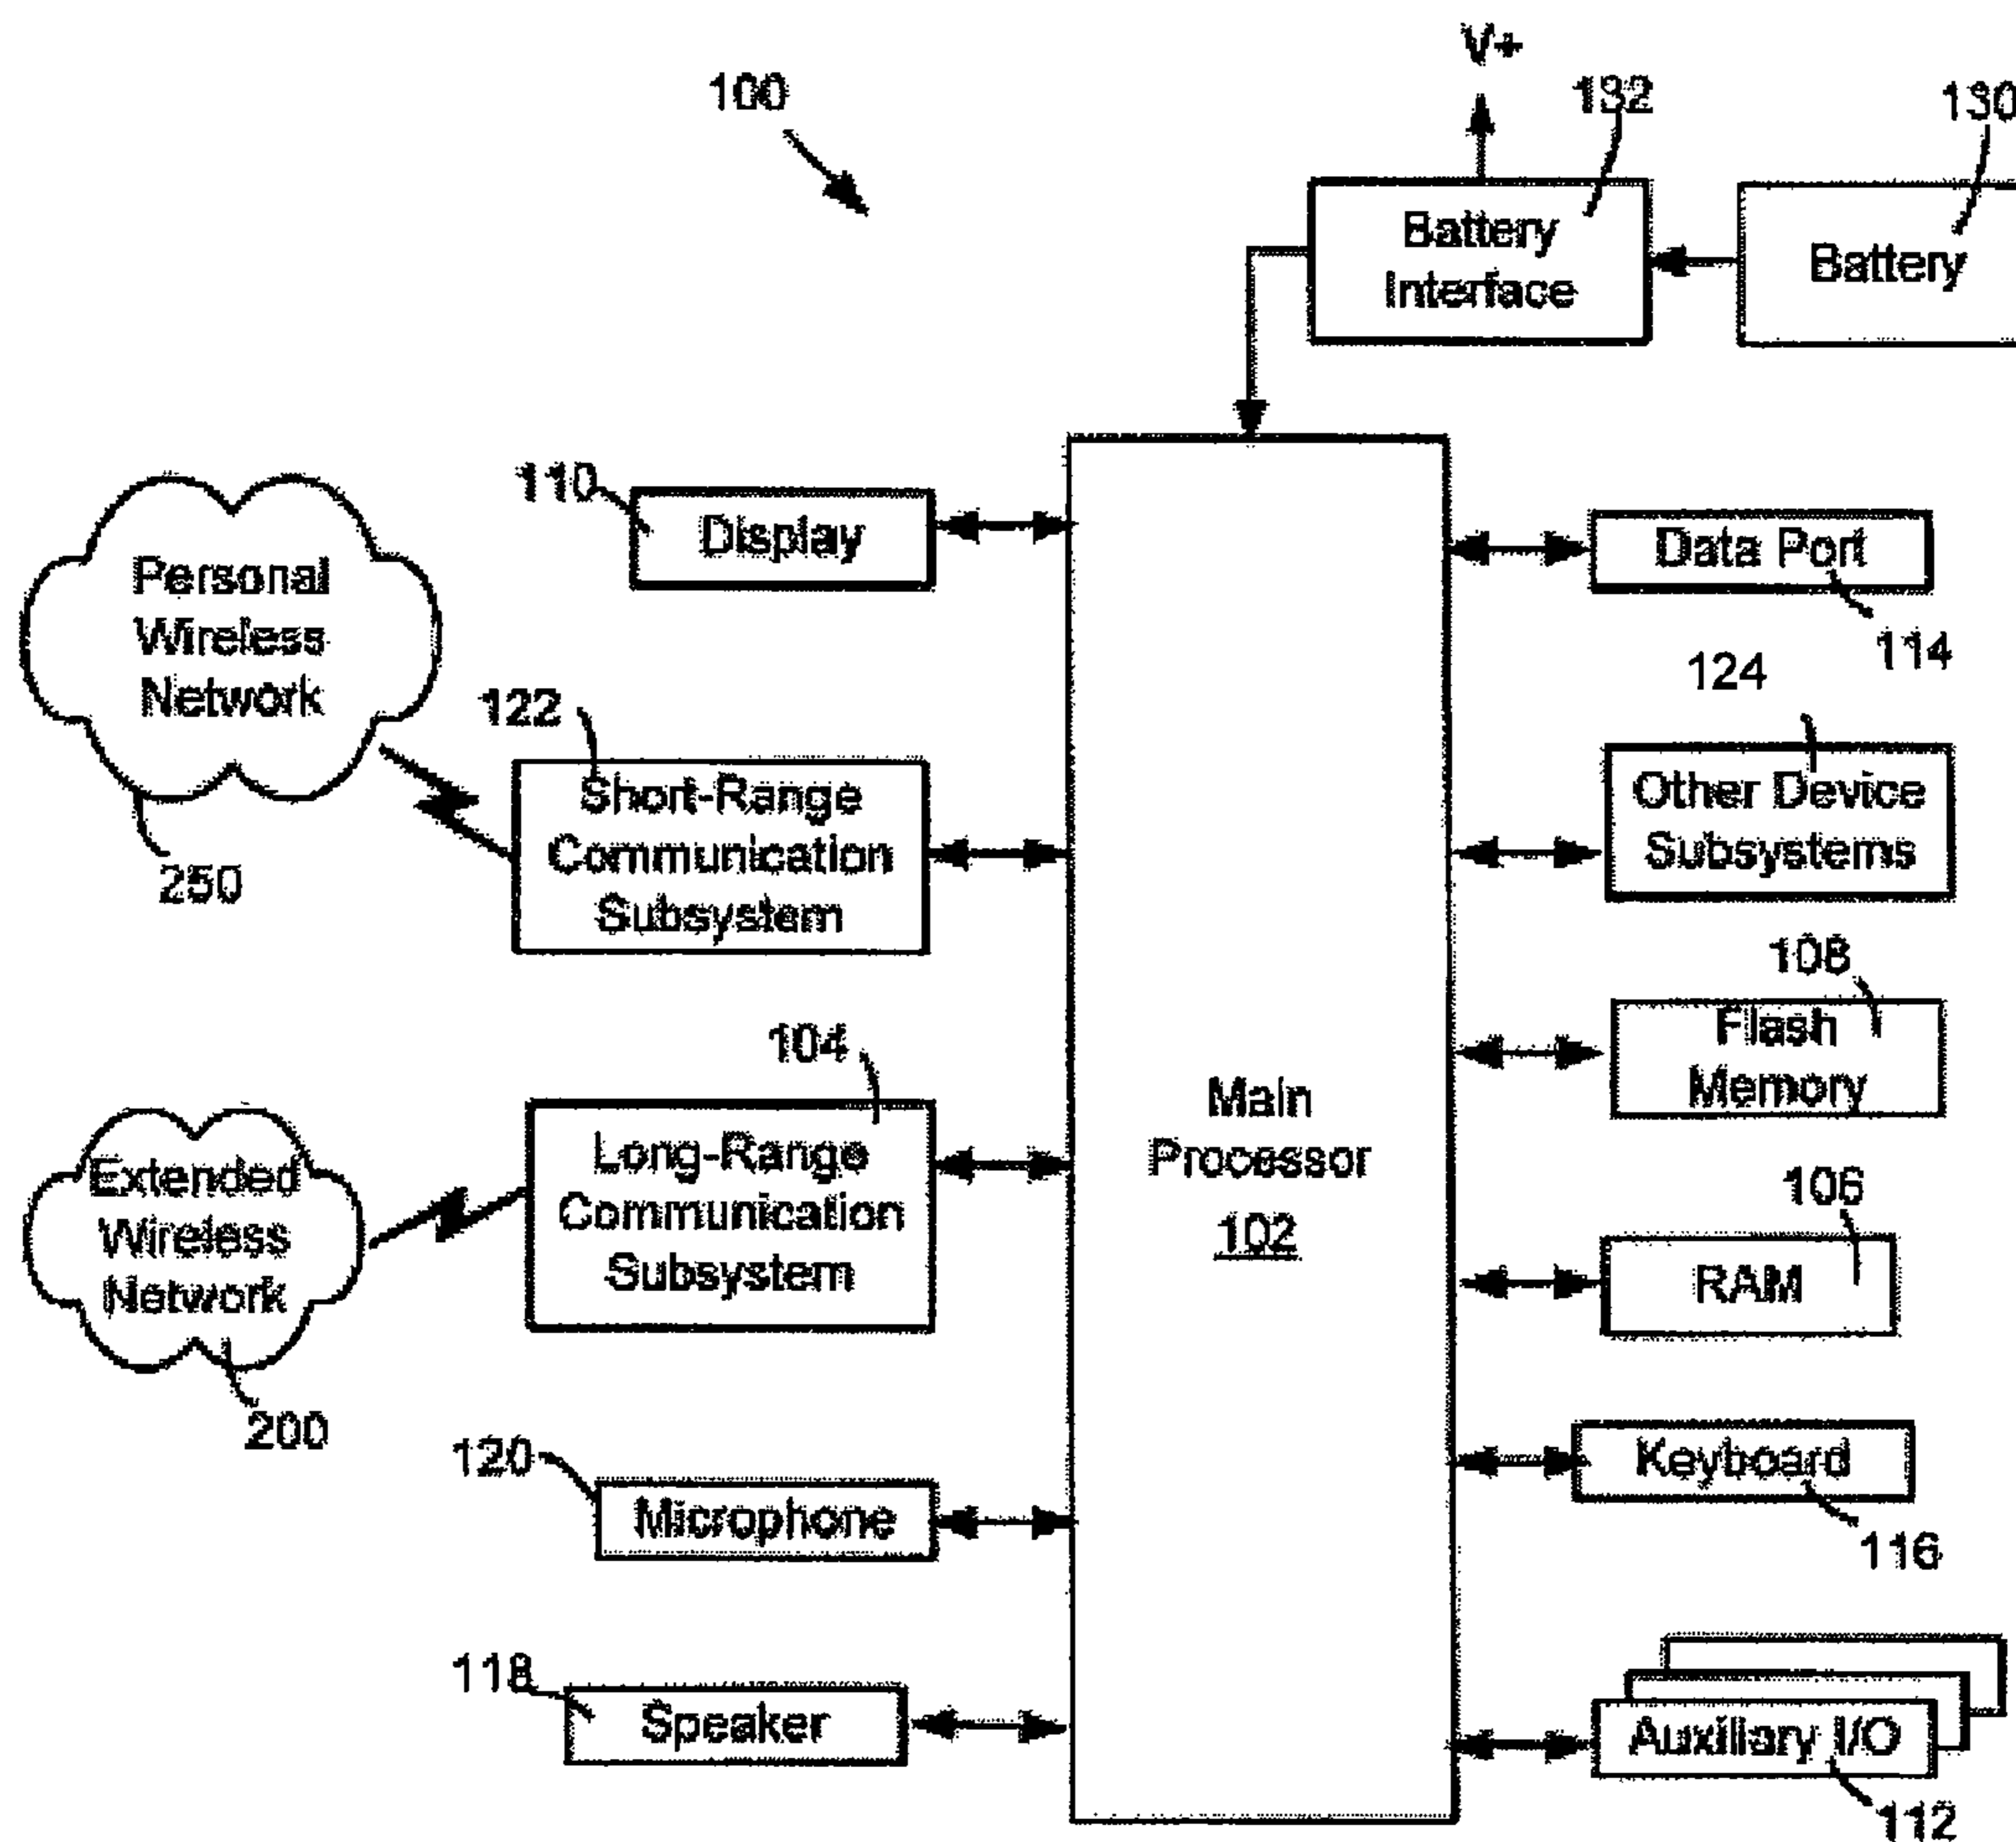 V+
100
132
130
Battery
Interface
Battery
110
Display
Data Port
114
Personal
Wireless
Network
250
122
Short-Range
Communication
Subsystem
124
Other Device
Subsystems
108
Flash
Memory
104
Long-Range
Communication
Subsystem
Main
Processor
102
Extended
Wireless
Network
200
106
RAM
120
Microphone
Keyboard
116
118
Speaker
Auxiliary I/O
112